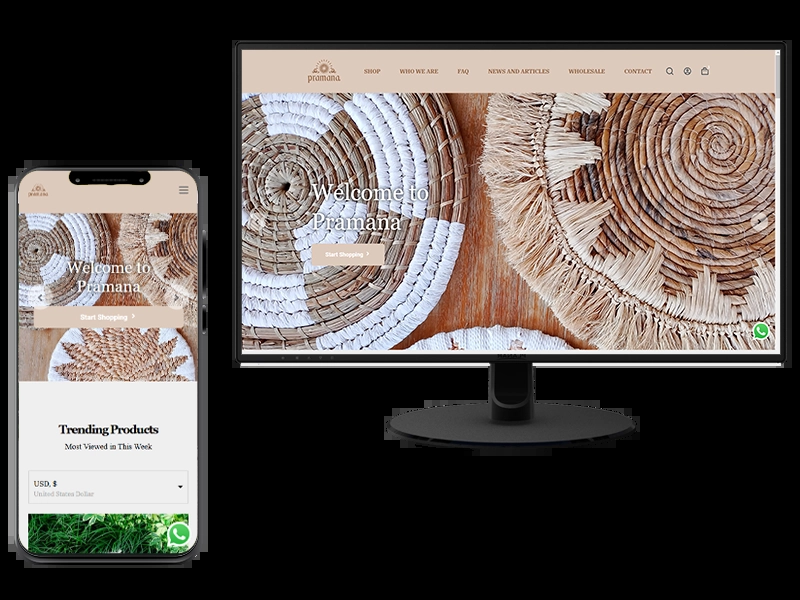 pramana
SHOP
WHO WE ARE
FAQ
NEWS AND ARTICLES
WHOLESALE
CONTACT
Welcome to
Pramana
Start Shopping
pramana
Welcome to
Pramana
Start Shopping
Trending Products
Most Viewed in This Week
USD, $
United States Dollar